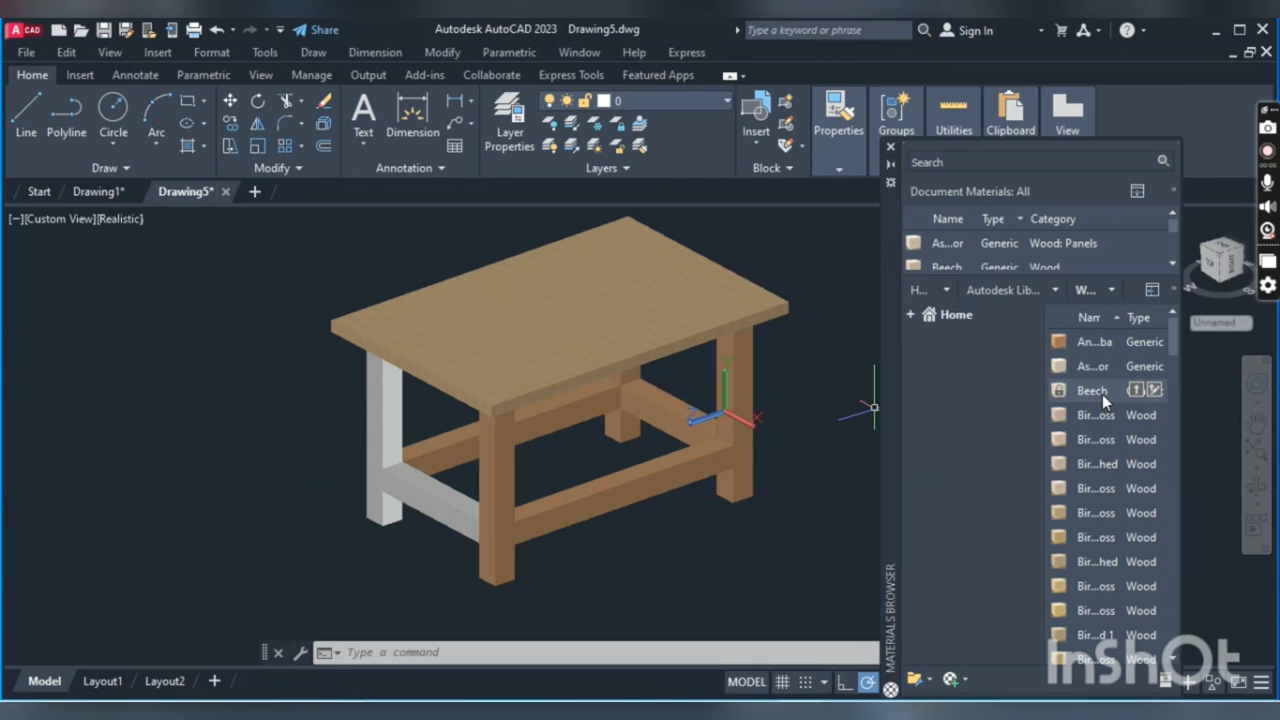 CAD
Share
Autodesk AutoCAD 2023 Drawing5.dwg
Type a keyword or phrase
Sign In
File Edit View Insert Format Tools Draw Dimension Modify Parametric Window Help Express
Home Insert Annotate Parametric View Manage Output Add-ins Collaborate Express Tools Featured Apps
0
Line Polyline Circle Arc
Text Dimension
Layer Properties
Insert
Properties Groups Utilities Clipboard View
Draw Modify Annotation Layers Block
Start Drawing1* Drawing5*
[−][Custom View][Realistic]
Search
Document Materials: All
Name Type Category
As...or Generic Wood: Panels
Beech Generic Wood
H... Autodesk Lib... W...
Home
Nam Type
An...ba Generic
As...or Generic
Beech
Bir...oss Wood
Bir...oss Wood
Bir...hed Wood
Bir...oss Wood
Bir...oss Wood
Bir...oss Wood
Bir...hed Wood
Bir...oss Wood
Bir...oss Wood
Bir...d 1 Wood
Bir...oss Wood
MATERIALS BROWSER
Unnamed
00:00
X
Y
Z
Type a command
Model Layout1 Layout2
MODEL
InShOt